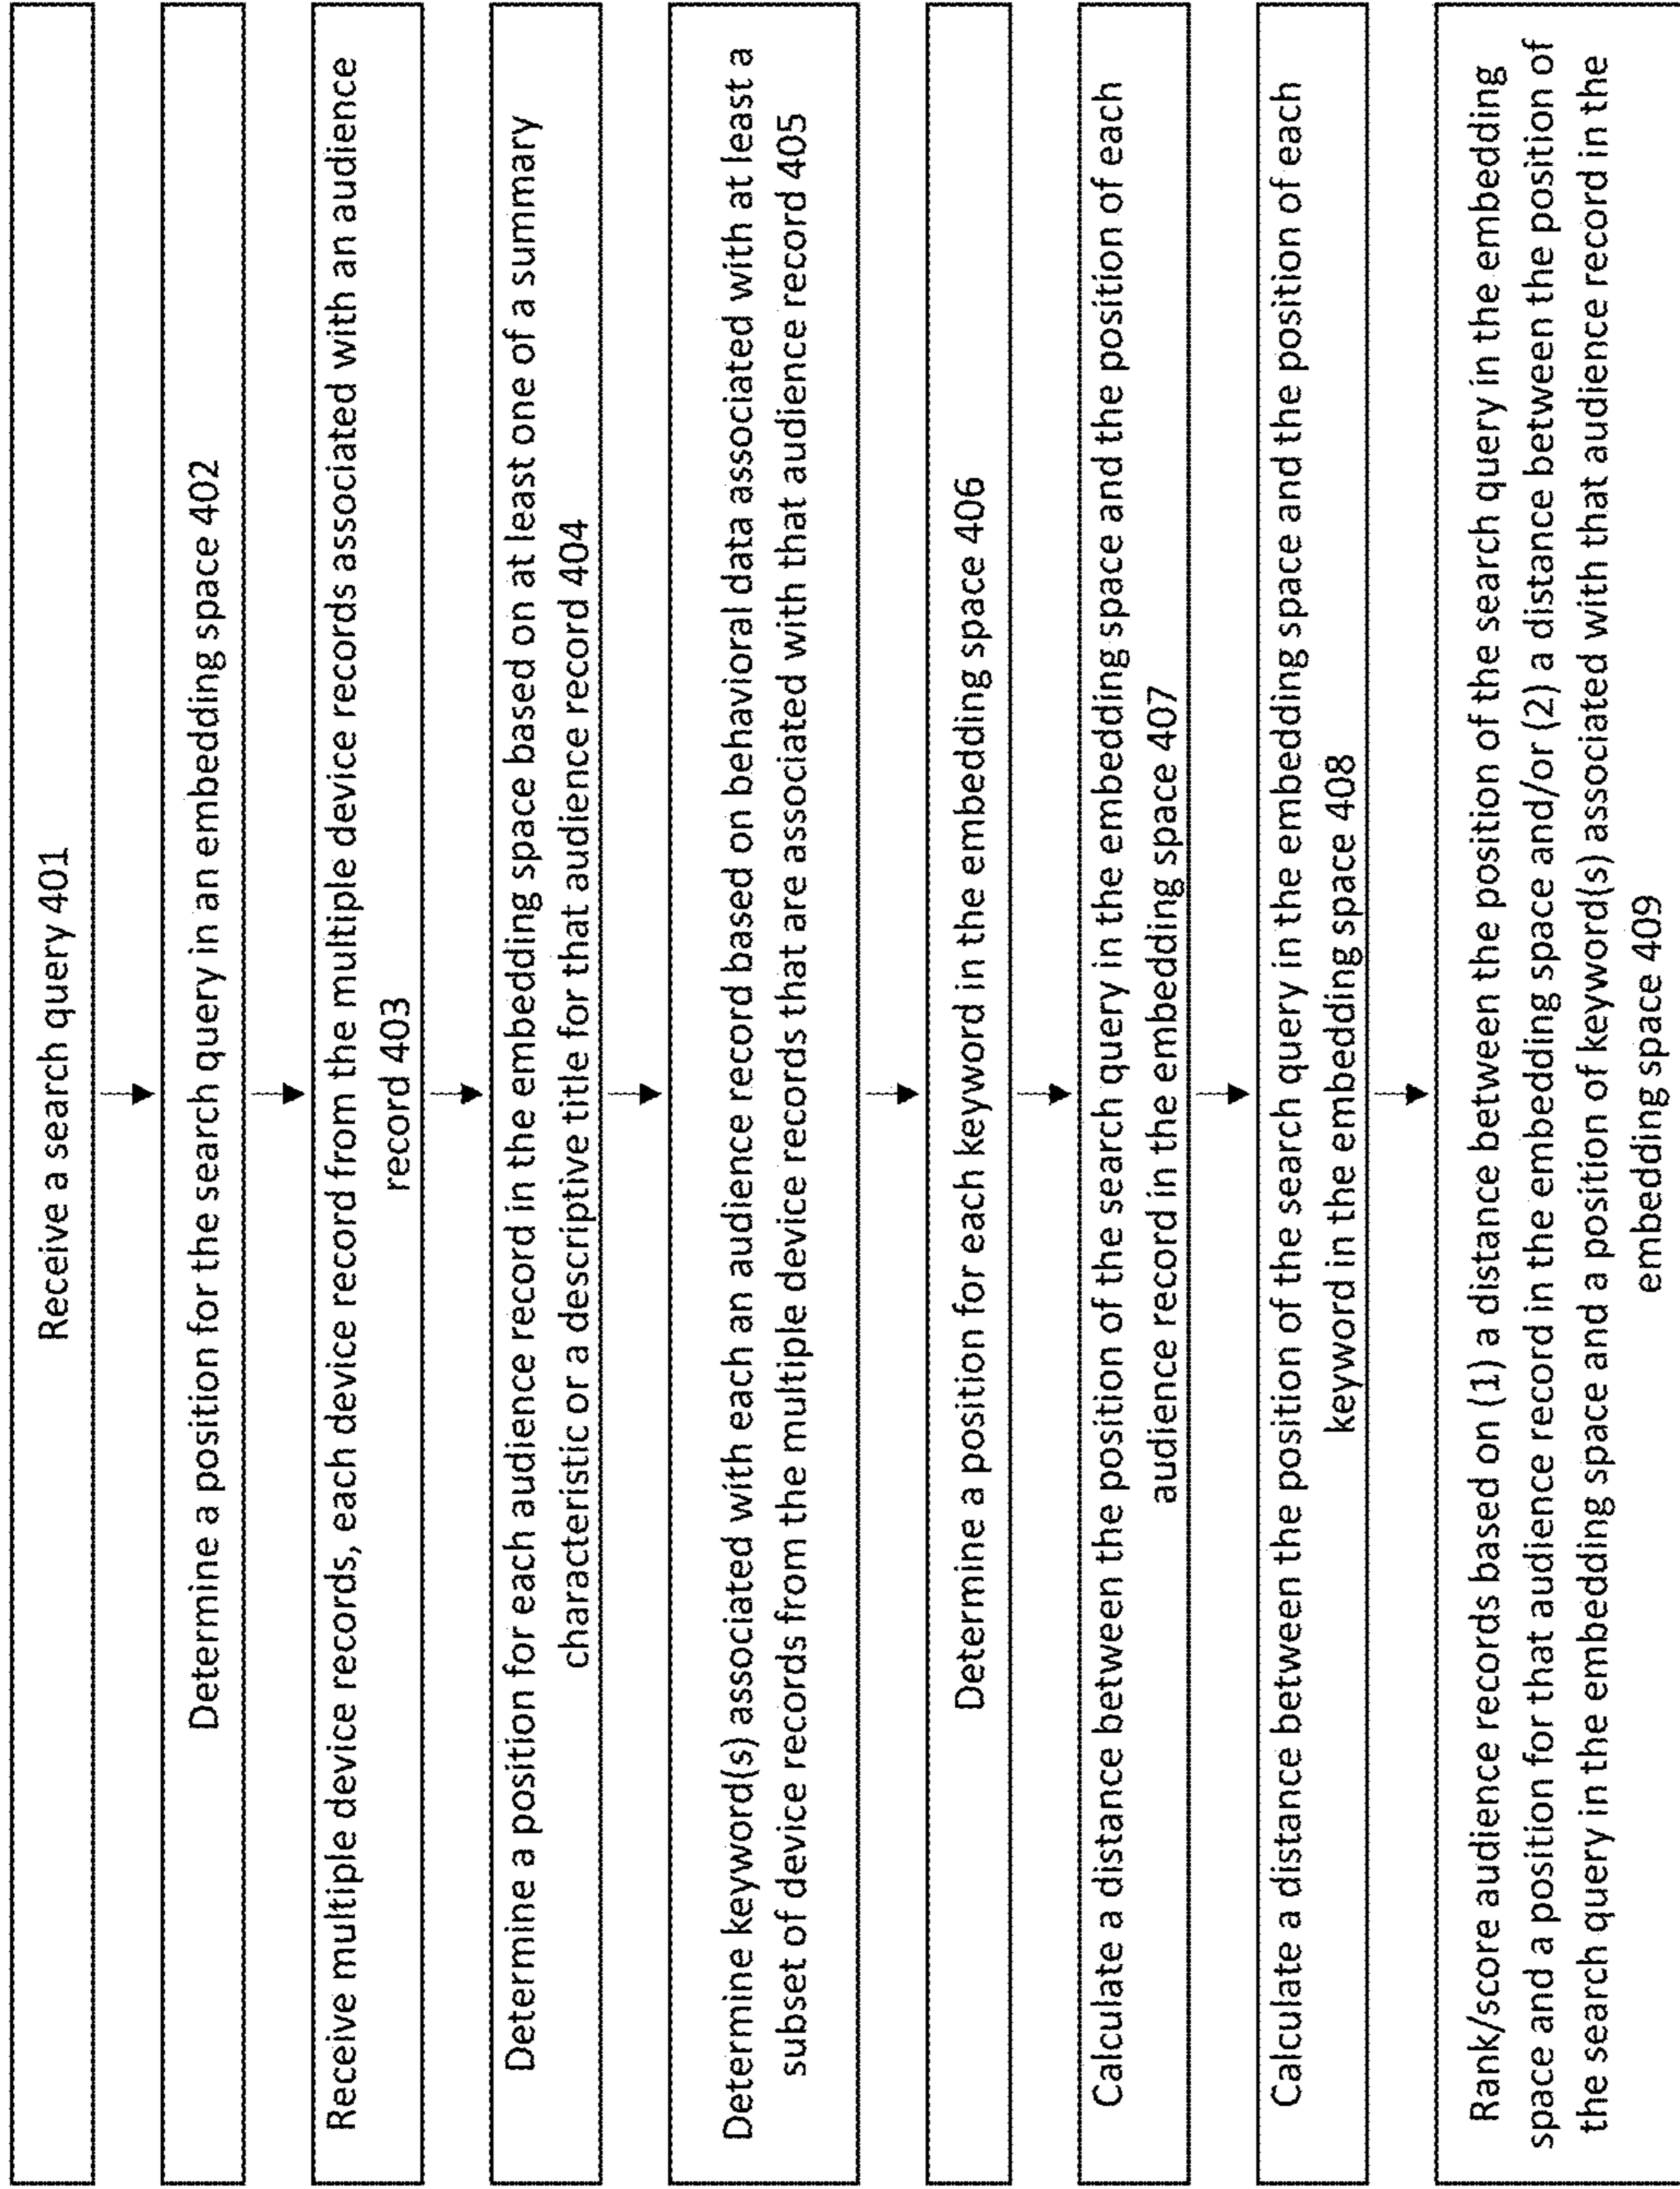 Receive a search query 401
Determine a position for the search query in an embedding space 402
Receive multiple device records, each device record from the multiple device records associated with an audience
record 403
Determine a position for each audience record in the embedding space based on at least one of a summary
characteristic or a descriptive title for that audience record 404
Determine keyword(s) associated with each an audience record based on behavioral data associated with at least a
subset of device records from the multiple device records that are associated with that audience record 405
Determine a position for each keyword in the embedding space 406
Calculate a distance between the position of the search query in the embedding space and the position of each
audience record in the embedding space 407
Calculate a distance between the position of the search query in the embedding space and the position of each
keyword in the embedding space 408
Rank/score audience records based on (1) a distance between the position of the search query in the embedding
space and a position for that audience record in the embedding space and/or (2) a distance between the position of
the search query in the embedding space and a position of keyword(s) associated with that audience record in the
embedding space 409